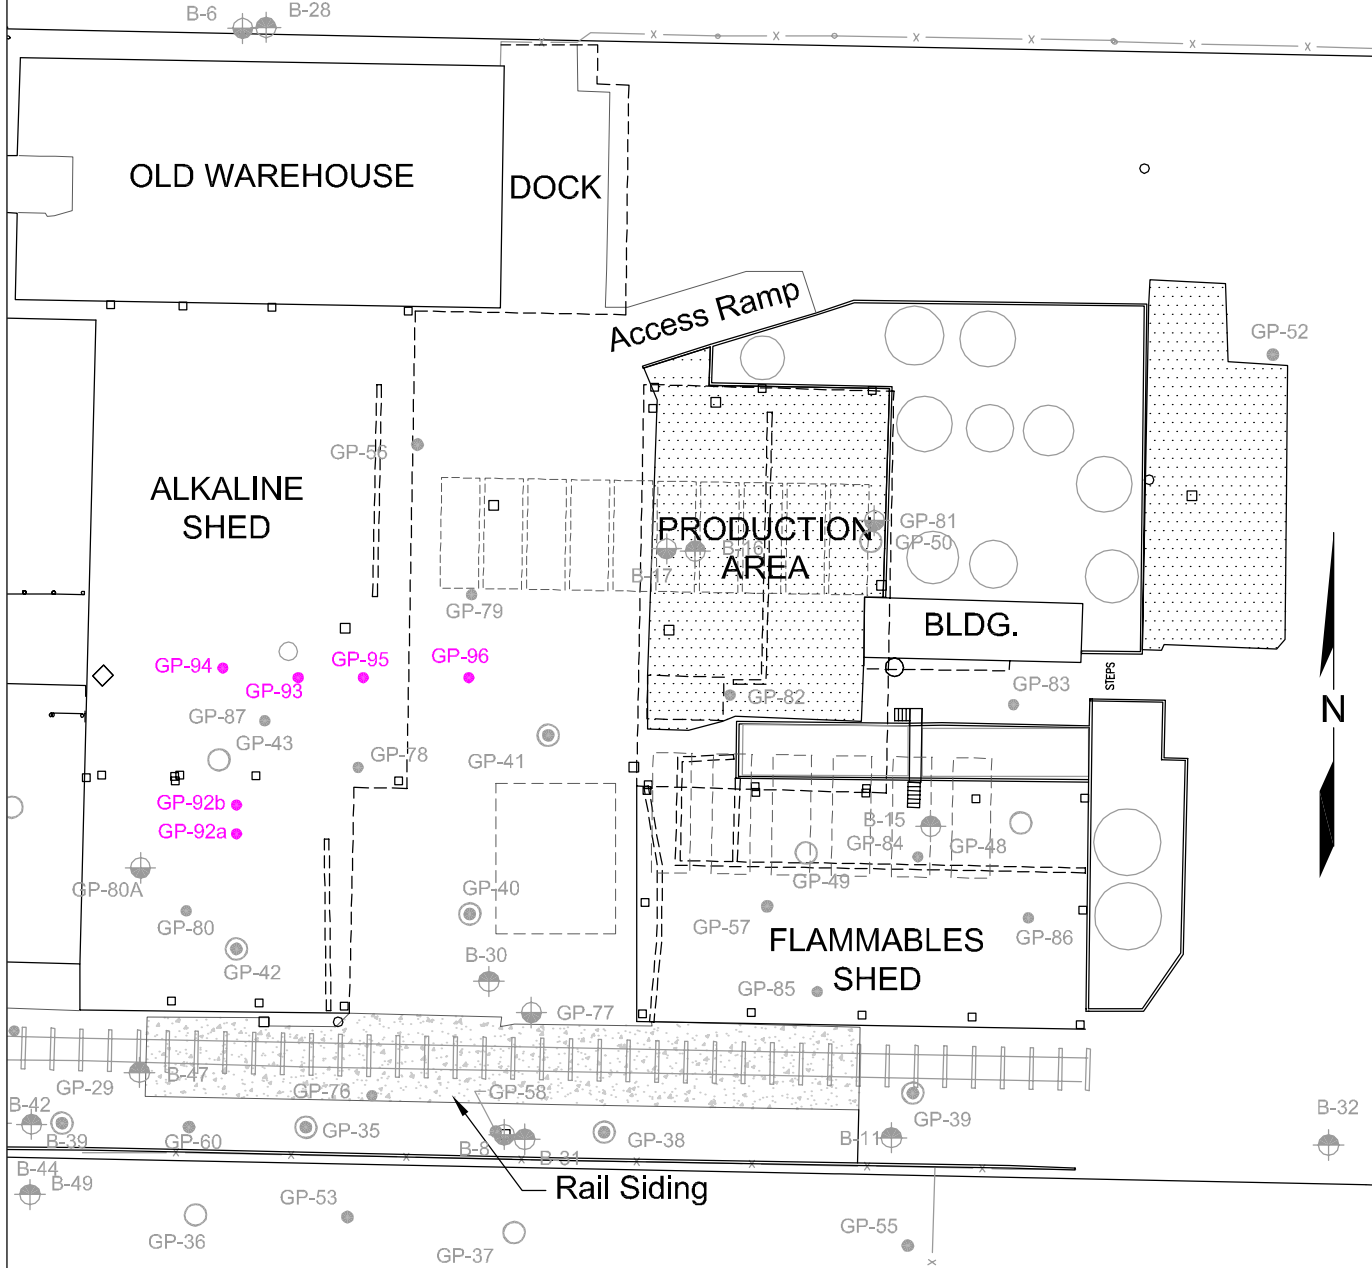 B-6
B-28
OLD WAREHOUSE
DOCK
Access Ramp
GP-52
GP-56
ALKALINE
SHED
PRODUCTION
AREA
GP-81
GP-50
B-16
B-17
GP-79
BLDG.
GP-94
GP-93
GP-95
GP-96
STEPS
GP-82
GP-83
GP-87
GP-43
GP-78
GP-41
N
GP-92b
GP-92a
B-15
GP-84
GP-48
GP-49
GP-80A
GP-80
GP-40
GP-57
GP-86
FLAMMABLES
SHED
GP-42
B-30
GP-85
GP-77
GP-29
B-47
GP-76
GP-58
B-42
B-39
GP-60
GP-35
B-8
B-31
GP-38
B-11
GP-39
B-32
B-44
B-49
Rail Siding
GP-53
GP-36
GP-37
GP-55